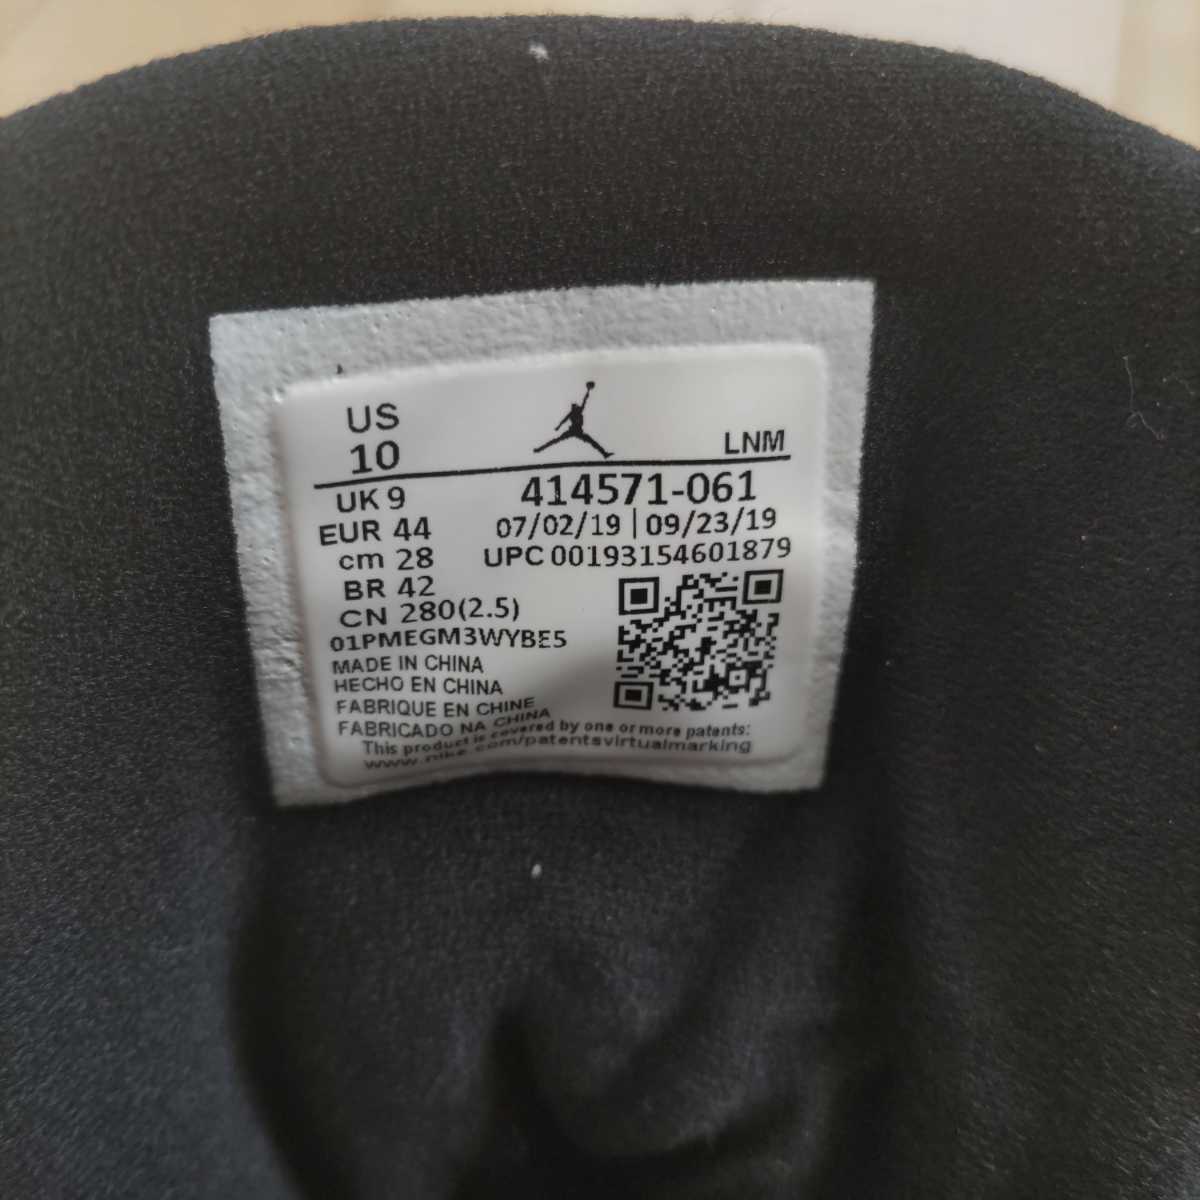 US
10
LNM
UK 9
414571-061
EUR 44
07/02/19 | 09/23/19
cm 28
UPC 00193154601879
BR 42
CN 280(2.5)
01PMEGM3WYBE5
MADE IN CHINA
HECHO EN CHINA
FABRIQUE EN CHINE
FABRICADO NA CHINA
This product is covered by one or more patents:
www.nike.com/patentsvirtualmarking